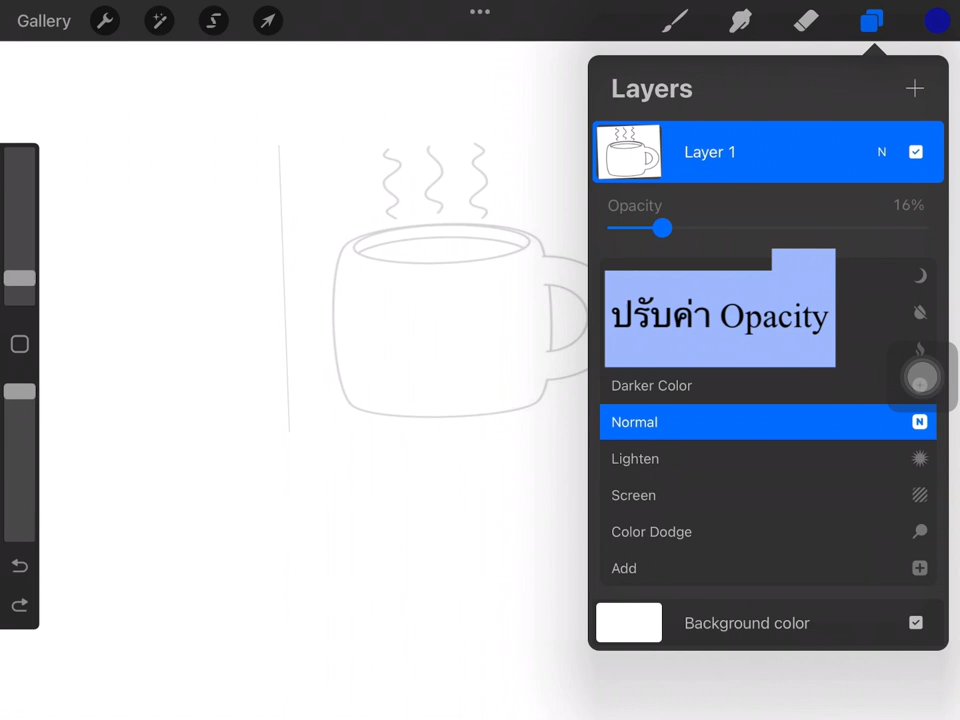 Gallery
Layers
Layer 1 N
Opacity 16%
ปรับค่า Opacity
Darker Color
Normal N
Lighten
Screen
Color Dodge
Add
Background color